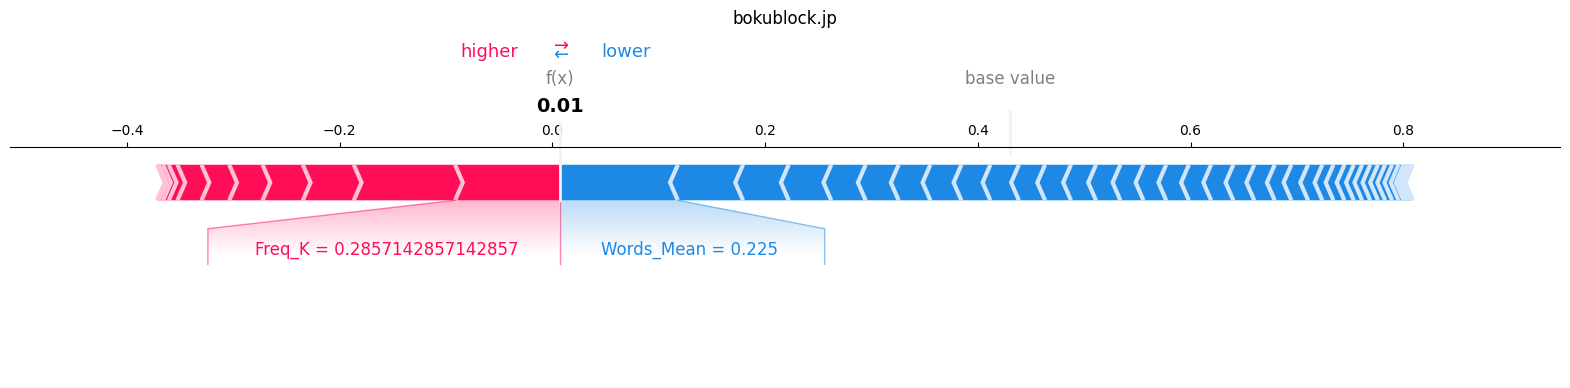 bokublock.jp
higher → ← lower
f(x) base value
0.01
−0.4 −0.2 0.0 0.2 0.4 0.6 0.8
Freq_K = 0.2857142857142857 Words_Mean = 0.225